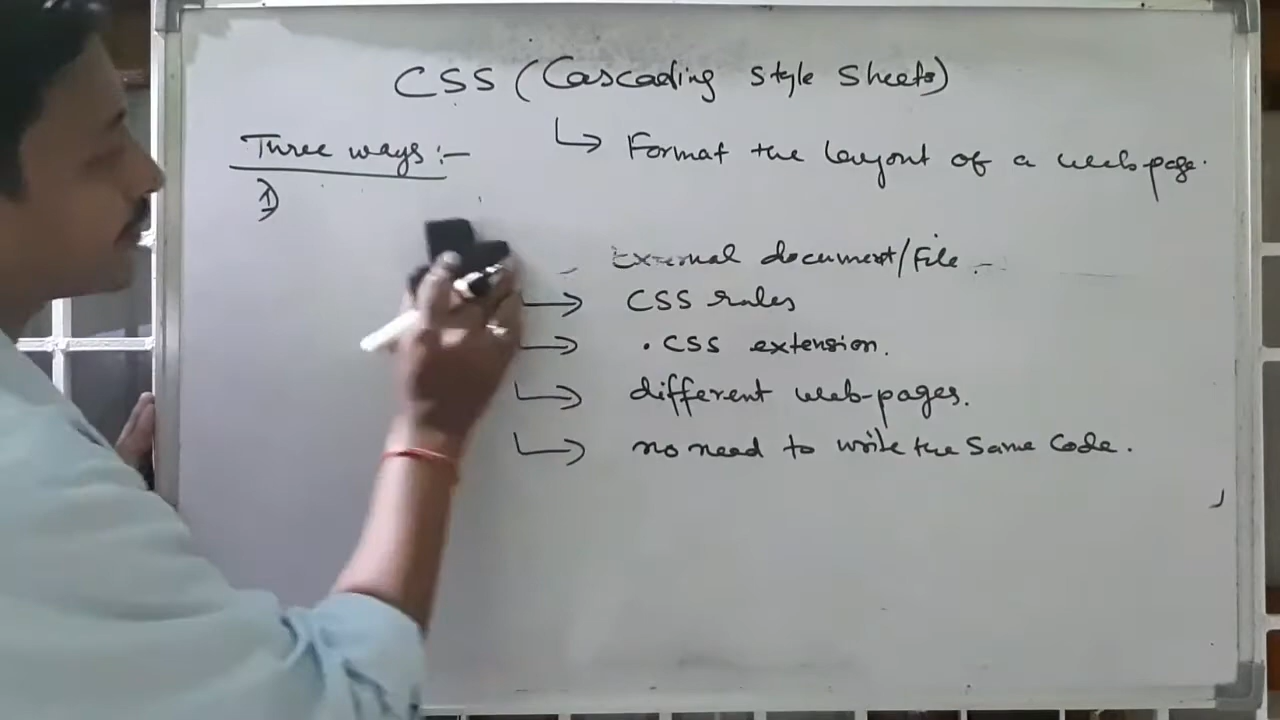 CSS (Cascading Style Sheets)
↳ Format the layout of a web page.
Three ways :-
1)
External document/File.
→ CSS rules
→ .CSS extension.
↳ different web-pages.
↳ no need to write the Same Code.